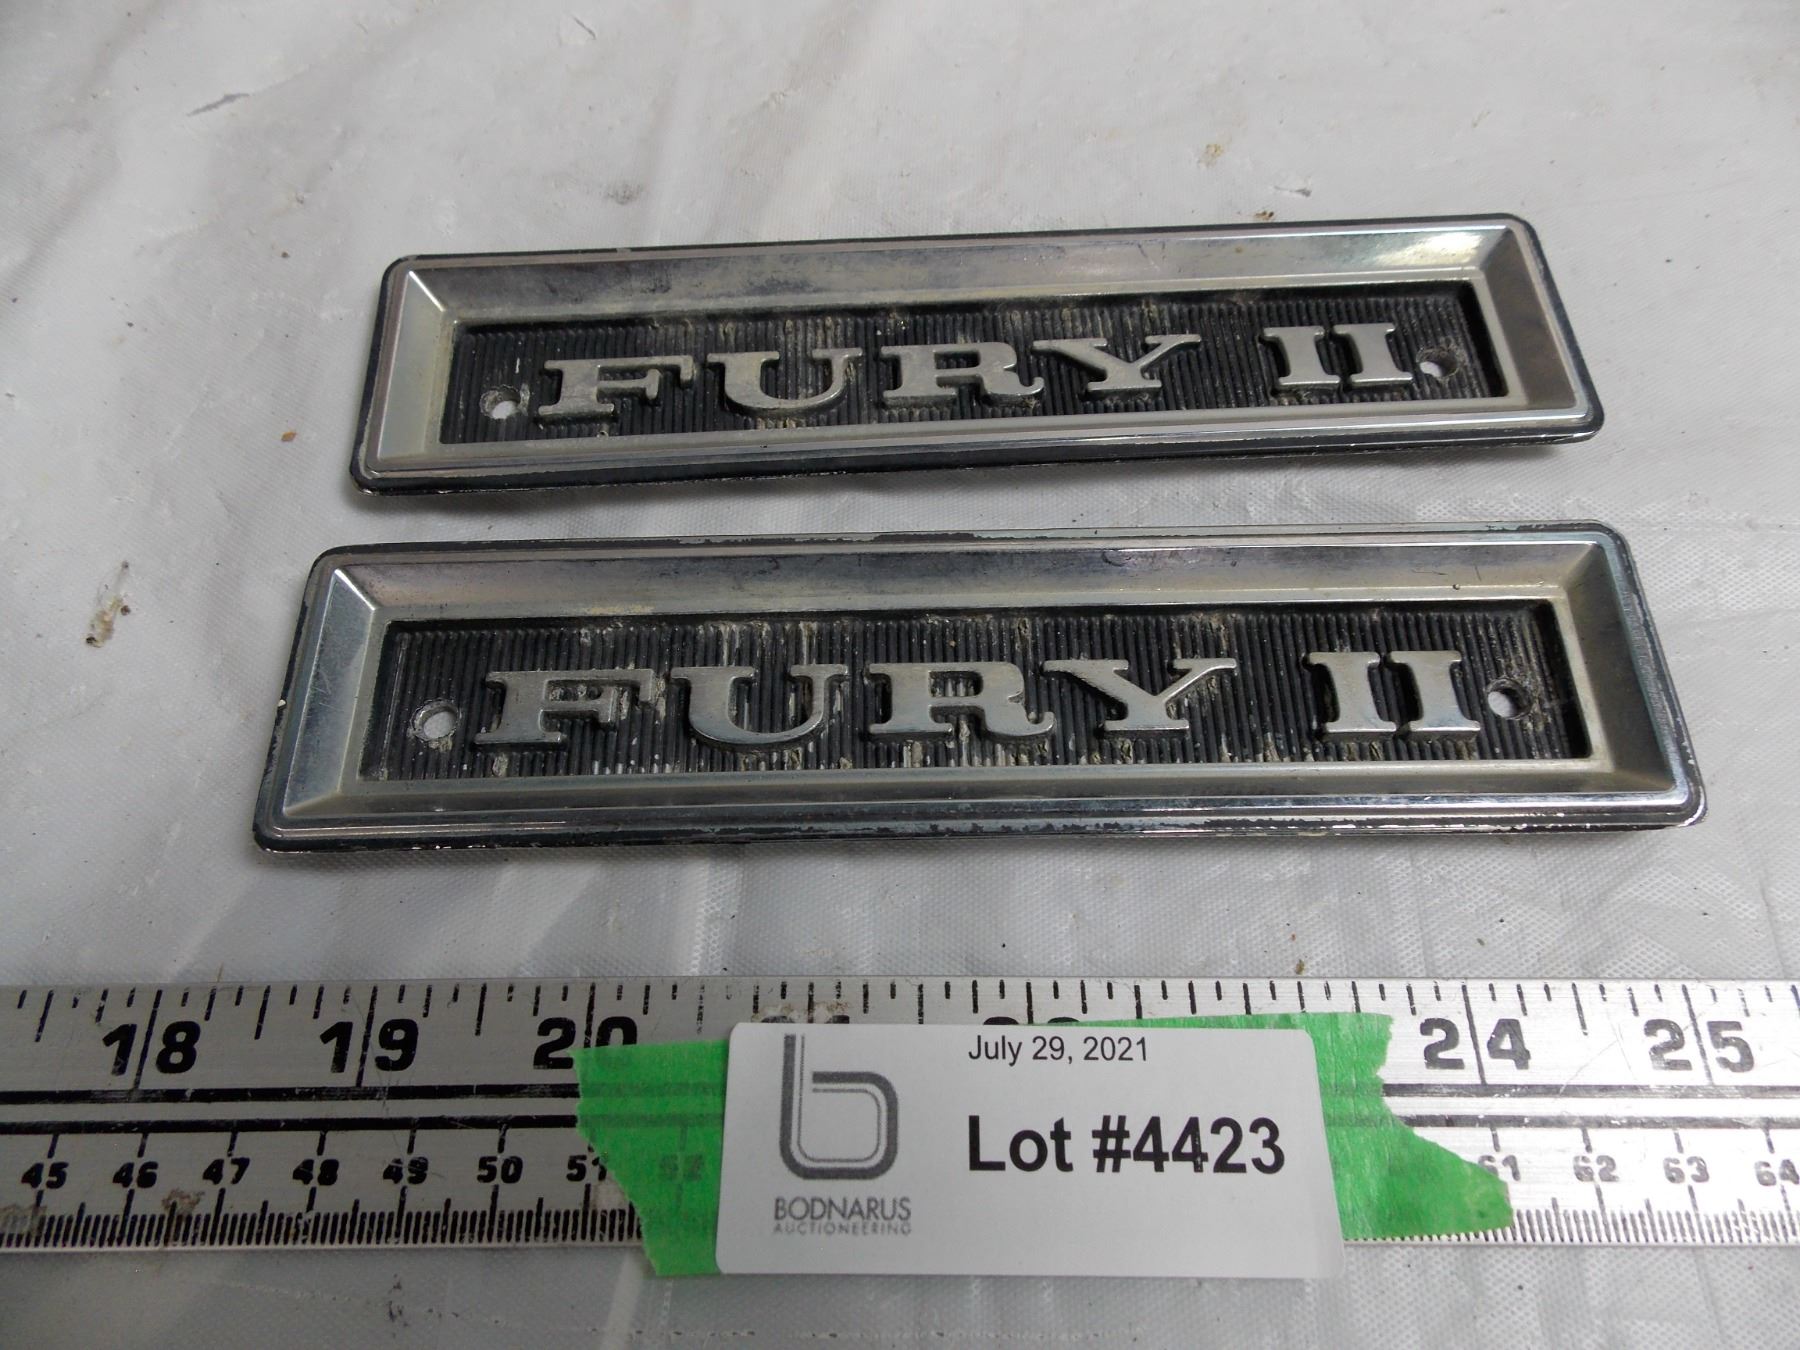 FURY II
FURY II
18 19 20 24 25
45 46 47 48 49 50 51 52 61 62 63 64
July 29, 2021
Lot #4423
BODNARUS
AUCTIONEERING